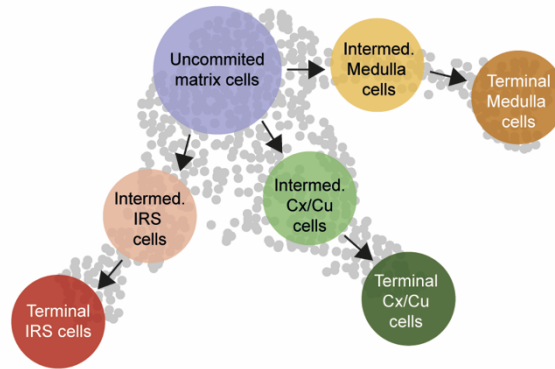 Uncommited
matrix cells
Intermed.
Medulla
cells
Terminal
Medulla
cells
Intermed.
IRS
cells
Intermed.
Cx/Cu
cells
Terminal
IRS cells
Terminal
Cx/Cu
cells